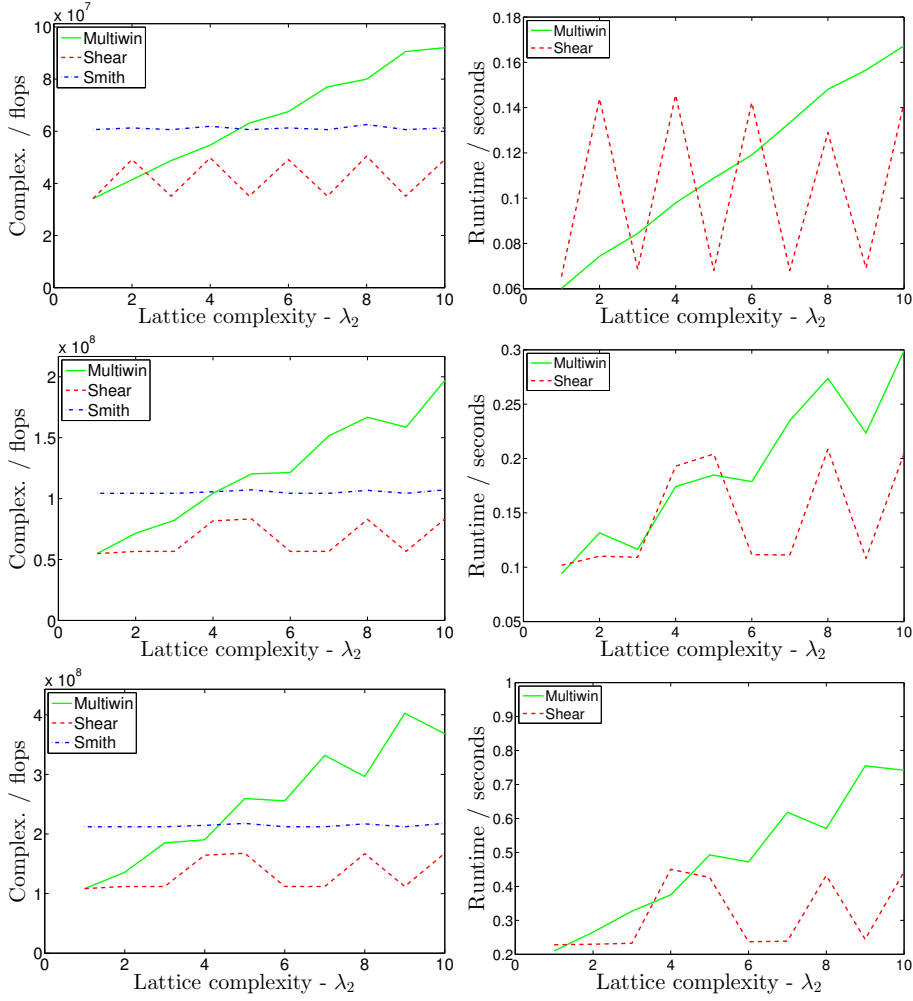 x 10^7
10
8
6
4
2
0
0 2 4 6 8 10
Complex. / flops
Lattice complexity - λ₂
Multiwin
Shear
Smith
0.18
0.16
0.14
0.12
0.1
0.08
0.06
0 2 4 6 8 10
Runtime / seconds
Lattice complexity - λ₂
Multiwin
Shear
x 10^8
2
1.5
1
0.5
0
0 2 4 6 8 10
Complex. / flops
Lattice complexity - λ₂
Multiwin
Shear
Smith
0.3
0.25
0.2
0.15
0.1
0.05
0 2 4 6 8 10
Runtime / seconds
Lattice complexity - λ₂
Multiwin
Shear
x 10^8
4
3
2
1
0
0 2 4 6 8 10
Complex. / flops
Lattice complexity - λ₂
Multiwin
Shear
Smith
1
0.9
0.8
0.7
0.6
0.5
0.4
0.3
0.2
0 2 4 6 8 10
Runtime / seconds
Lattice complexity - λ₂
Multiwin
Shear